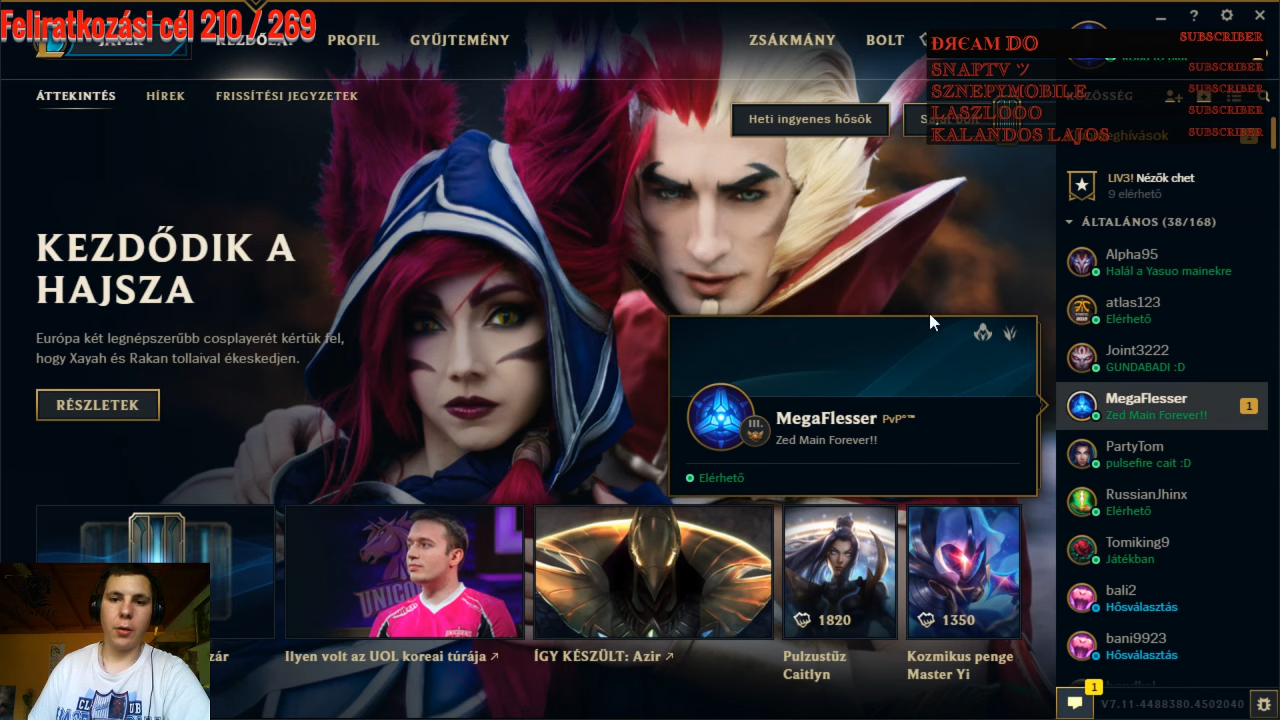 Feliratkozási cél 210 / 269
PROFIL
GYŰJTEMÉNY
ZSÁKMÁNY
BOLT
ÁTTEKINTÉS
HÍREK
FRISSÍTÉSI JEGYZETEK
Heti ingyenes hősök
DREAM DO SUBSCRIBER
SNAPTV ツ SUBSCRIBER
SZNEPYMOBILE SUBSCRIBER
LASZLOOO SUBSCRIBER
KALANDOS LAJOS SUBSCRIBER
KEZDŐDIK A
HAJSZA
Európa két legnépszerűbb cosplayerét kértük fel,
hogy Xayah és Rakan tollaival ékeskedjen.
RÉSZLETEK
III.
MegaFlesser PvP°™
Zed Main Forever!!
Elérhető
LIV3! Nézők chet
9 elérhető
ÁLTALÁNOS (38/168)
Alpha95
Halál a Yasuo mainekre
atlas123
Elérhető
Joint3222
GUNDABADI :D
MegaFlesser
Zed Main Forever!!
1
PartyTom
pulsefire cait :D
RussianJhinx
Elérhető
Tomiking9
Játékban
bali2
Hősválasztás
bani9923
Hősválasztás
1820
1350
Ilyen volt az UOL koreai túrája
ÍGY KÉSZÜLT: Azir
Pulzustűz
Caitlyn
Kozmikus penge
Master Yi
1
V7.11-4488380.4502040